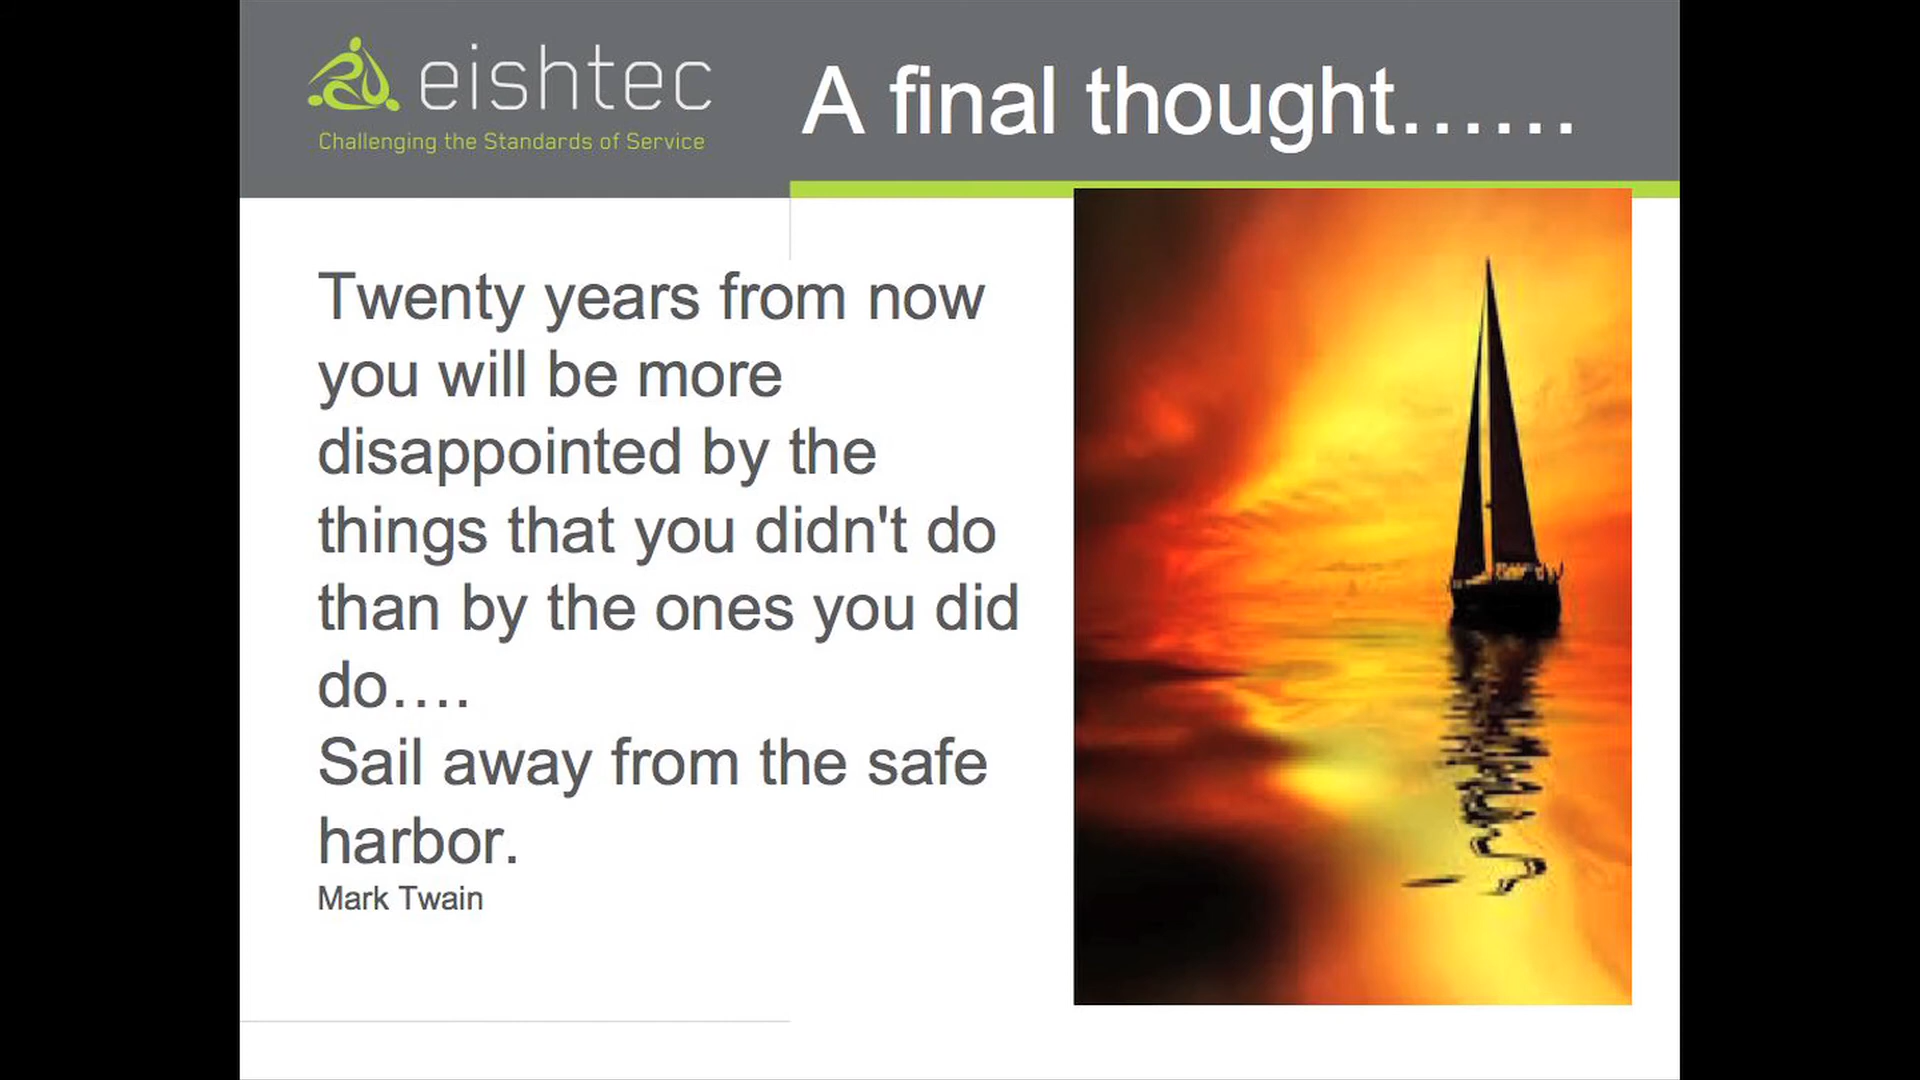 eishtec
Challenging the Standards of Service
A final thought......
Twenty years from now
you will be more
disappointed by the
things that you didn't do
than by the ones you did
do....
Sail away from the safe
harbor.
Mark Twain